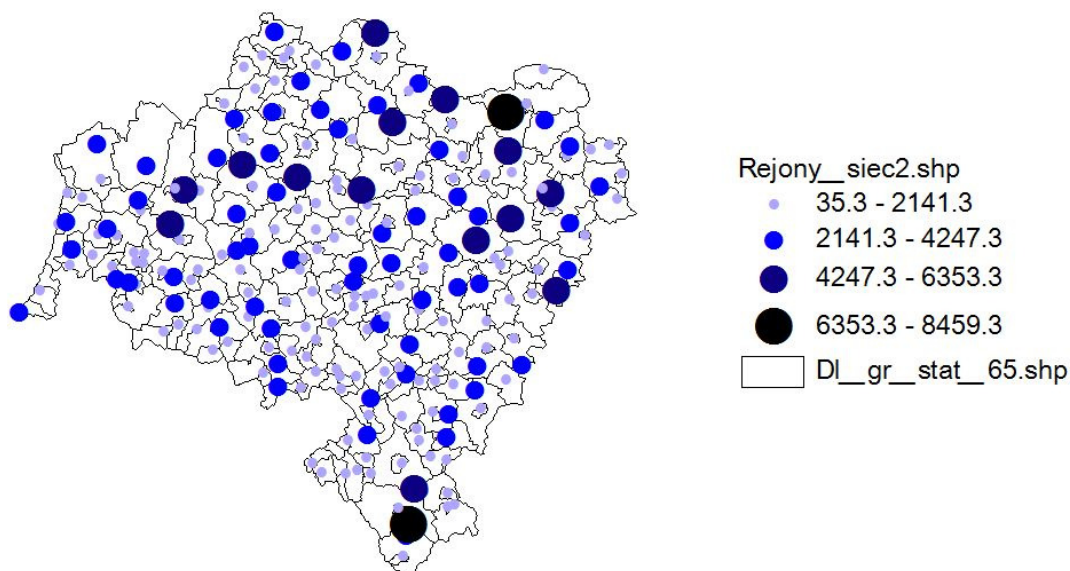 Rejony__siec2.shp
35.3 - 2141.3
2141.3 - 4247.3
4247.3 - 6353.3
6353.3 - 8459.3
Dl__gr__stat__65.shp